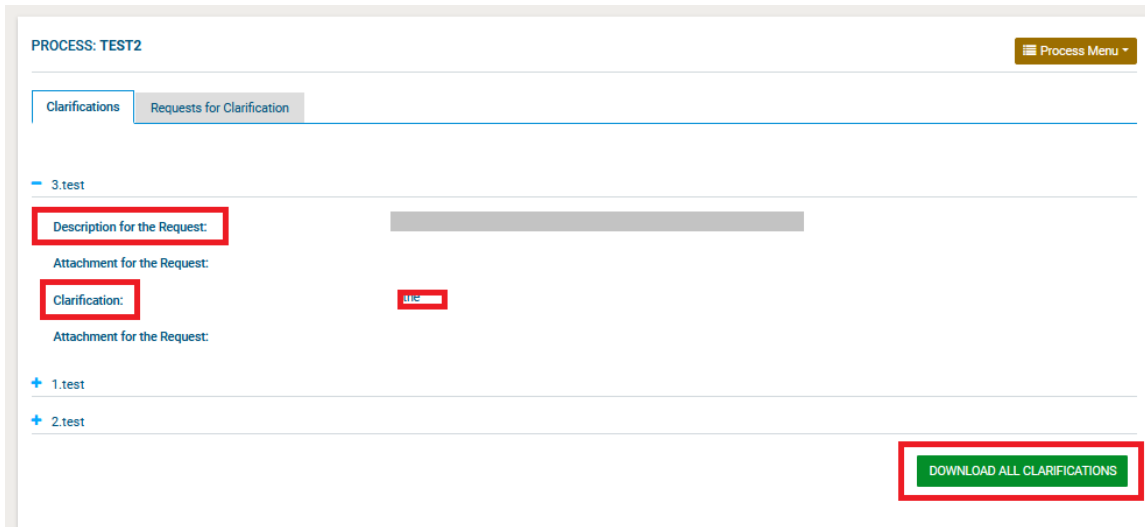 PROCESS: TEST2
Process Menu
Clarifications
Requests for Clarification
3.test
Description for the Request:
Attachment for the Request:
Clarification: the
Attachment for the Request:
1.test
2.test
DOWNLOAD ALL CLARIFICATIONS